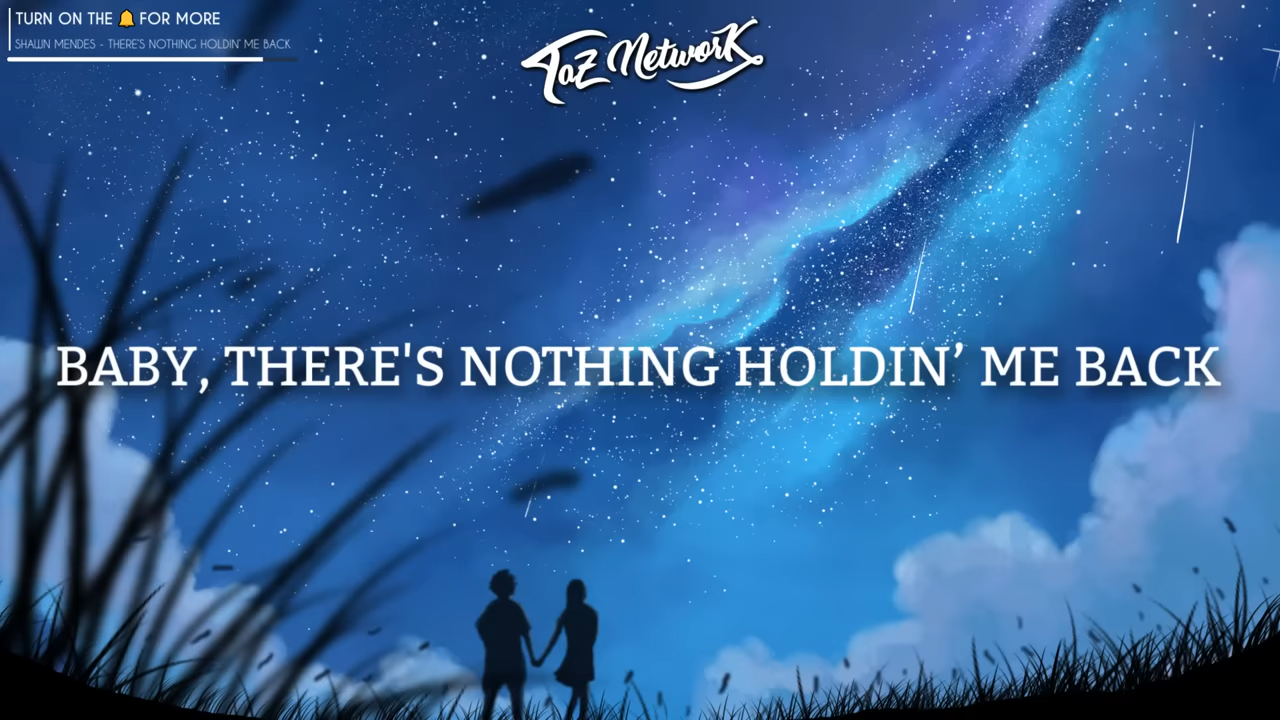 TURN ON THE 🔔 FOR MORE
SHAWN MENDES - THERE'S NOTHING HOLDIN' ME BACK
TaZ NetworK
BABY, THERE'S NOTHING HOLDIN’ ME BACK